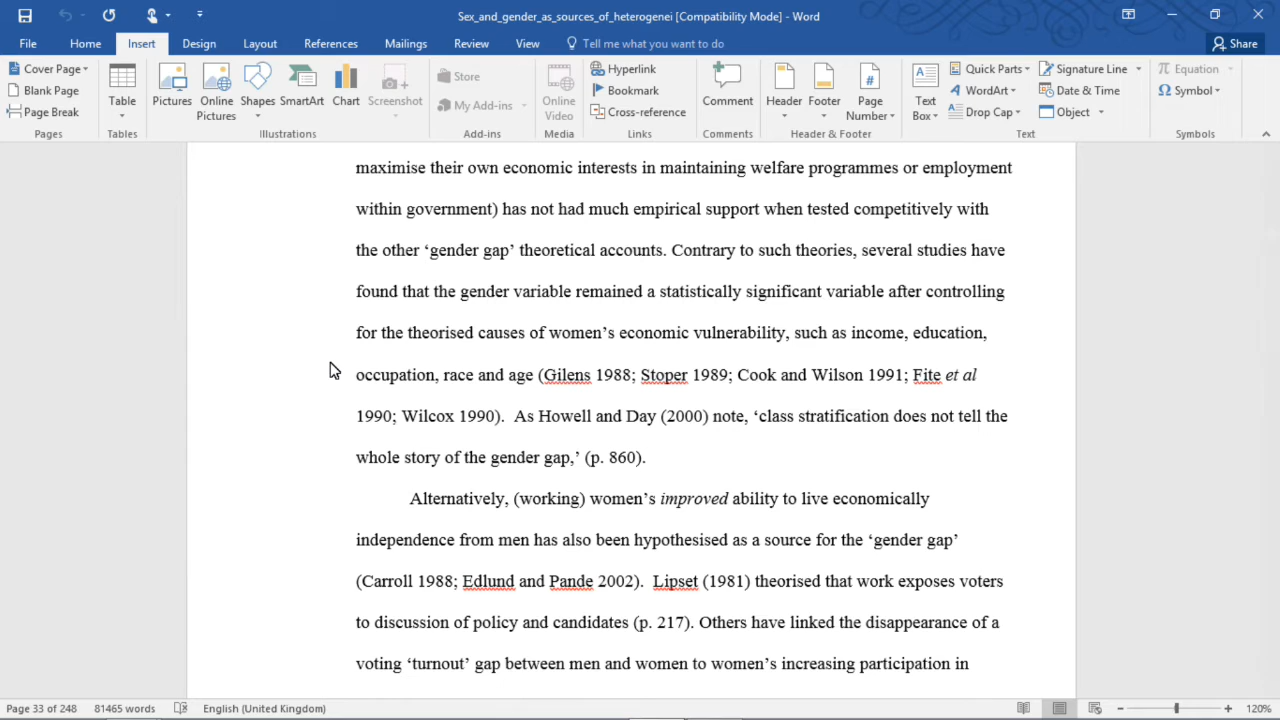 Sex_and_gender_as_sources_of_heterogenei [Compatibility Mode] - Word
File Home Insert Design Layout References Mailings Review View Tell me what you want to do Share
Cover Page
Blank Page
Page Break
Pages
Table
Tables
Pictures
Online Pictures
Shapes
SmartArt
Chart
Screenshot
Illustrations
Store
My Add-ins
Add-ins
Online Video
Media
Hyperlink
Bookmark
Cross-reference
Links
Comment
Comments
Header
Footer
Page Number
Header & Footer
Text Box
Quick Parts
WordArt
Drop Cap
Signature Line
Date & Time
Object
Text
Equation
Symbol
Symbols
maximise their own economic interests in maintaining welfare programmes or employment
within government) has not had much empirical support when tested competitively with
the other ‘gender gap’ theoretical accounts. Contrary to such theories, several studies have
found that the gender variable remained a statistically significant variable after controlling
for the theorised causes of women’s economic vulnerability, such as income, education,
occupation, race and age (Gilens 1988; Stoper 1989; Cook and Wilson 1991; Fite et al
1990; Wilcox 1990).  As Howell and Day (2000) note, ‘class stratification does not tell the
whole story of the gender gap,’ (p. 860).
Alternatively, (working) women’s improved ability to live economically
independence from men has also been hypothesised as a source for the ‘gender gap’
(Carroll 1988; Edlund and Pande 2002).  Lipset (1981) theorised that work exposes voters
to discussion of policy and candidates (p. 217). Others have linked the disappearance of a
voting ‘turnout’ gap between men and women to women’s increasing participation in
Page 33 of 248 81465 words English (United Kingdom) 120%